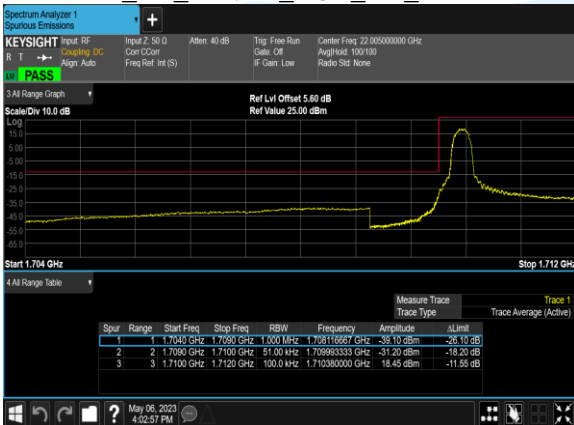 Spectrum Analyzer 1
Spurious Emissions
+
KEYSIGHT Input: RF Input Z: 50 Ω Atten: 40 dB Trig: Free Run Center Freq: 22.005000000 GHz
R T Coupling: DC Corr CCorr Gate: Off Avg|Hold: 100/100
Align: Auto Freq Ref: Int (S) IF Gain: Low Radio Std: None
PASS
3 All Range Graph
Ref Lvl Offset 5.60 dB
Scale/Div 10.0 dB Ref Value 25.00 dBm
Log
15.0
5.00
-5.00
-15.0
-25.0
-35.0
-45.0
-55.0
-65.0
Start 1.704 GHz Stop 1.712 GHz
4 All Range Table
Measure Trace Trace 1
Trace Type Trace Average (Active)
Spur Range Start Freq Stop Freq RBW Frequency Amplitude ΔLimit
1 1 1.7040 GHz 1.7090 GHz 1.000 MHz 1.708116667 GHz -39.10 dBm -26.10 dB
2 2 1.7090 GHz 1.7100 GHz 51.00 kHz 1.709993333 GHz -31.20 dBm -18.20 dB
3 3 1.7100 GHz 1.7120 GHz 100.0 kHz 1.710380000 GHz 18.45 dBm -11.55 dB
? May 06, 2023
4:02:57 PM